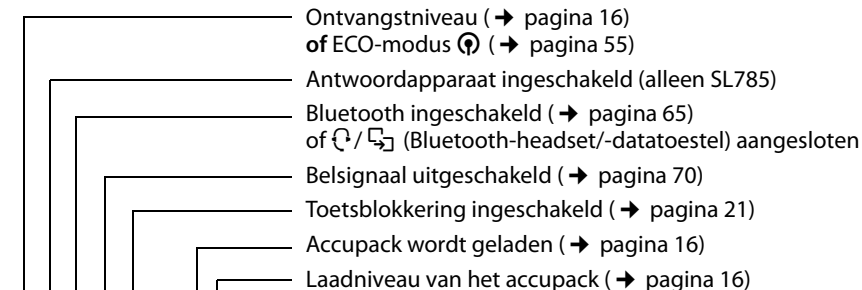 Ontvangstniveau (➔ pagina 16)
of ECO-modus (➔ pagina 55)
Antwoordapparaat ingeschakeld (alleen SL785)
Bluetooth ingeschakeld (➔ pagina 65)
of / (Bluetooth-headset/-datatoestel) aangesloten
Belsignaal uitgeschakeld (➔ pagina 70)
Toetsblokkering ingeschakeld (➔ pagina 21)
Accupack wordt geladen (➔ pagina 16)
Laadniveau van het accupack (➔ pagina 16)